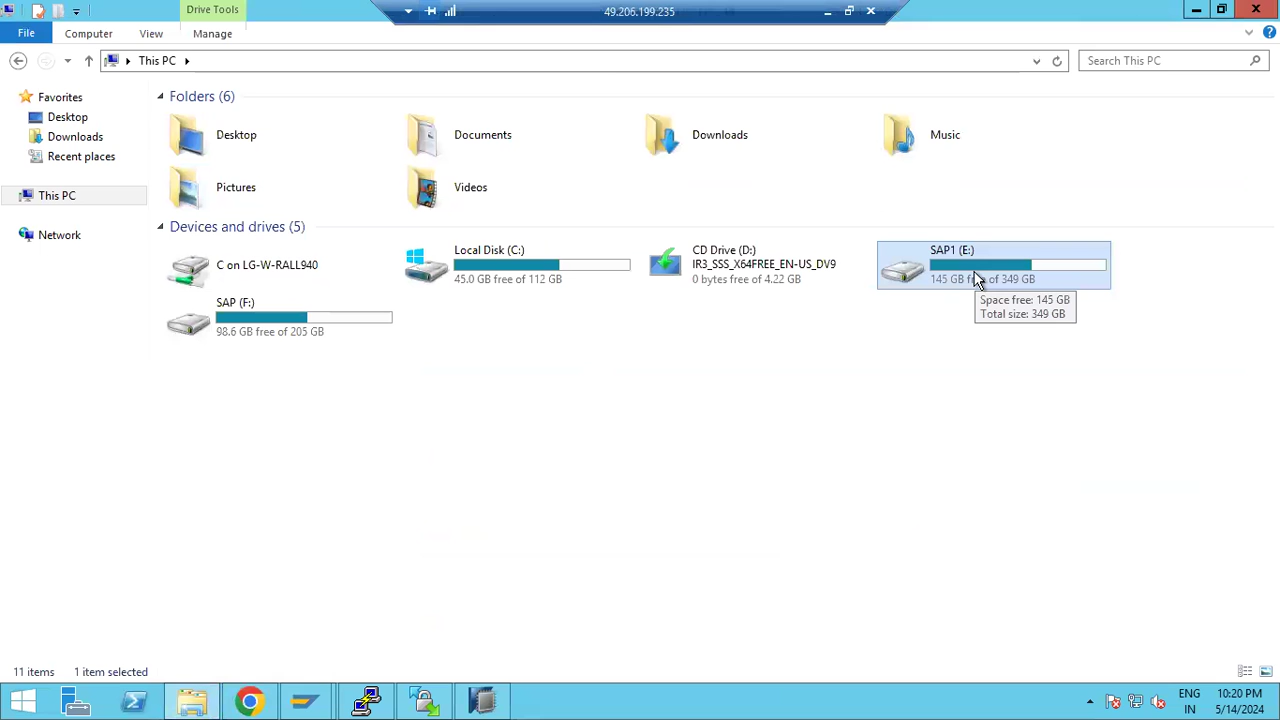 Drive Tools
49.206.199.235
File
Computer
View
Manage
This PC
Search This PC
Favorites
Desktop
Downloads
Recent places
This PC
Network
Folders (6)
Desktop
Documents
Downloads
Music
Pictures
Videos
Devices and drives (5)
C on LG-W-RALL940
Local Disk (C:)
45.0 GB free of 112 GB
CD Drive (D:)
IR3_SSS_X64FREE_EN-US_DV9
0 bytes free of 4.22 GB
SAP1 (E:)
145 GB free of 349 GB
Space free: 145 GB
Total size: 349 GB
SAP (F:)
98.6 GB free of 205 GB
11 items
1 item selected
ENG
IN
10:20 PM
5/14/2024